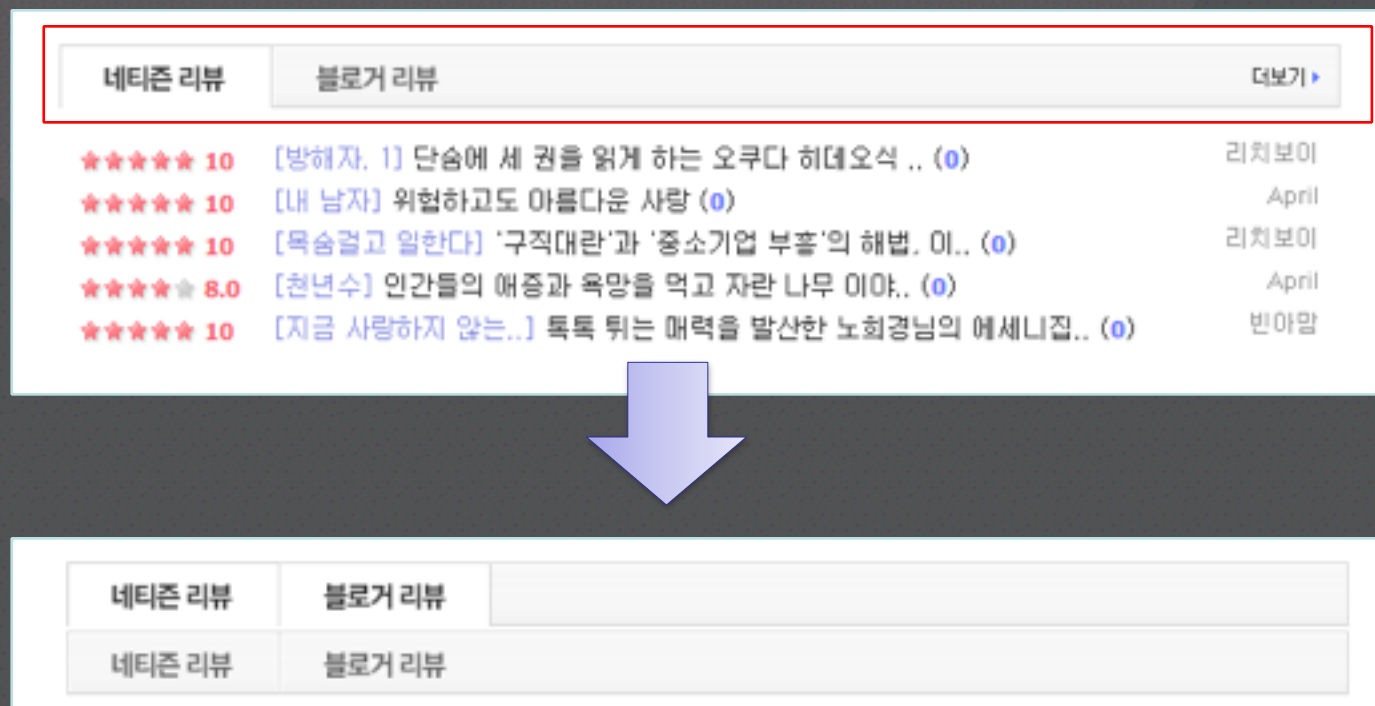 네티즌 리뷰 블로거 리뷰 더보기
10 [방해자. 1] 단숨에 세 권을 읽게 하는 오쿠다 히데오식 .. (0) 리치보이
10 [내 남자] 위험하고도 아름다운 사랑 (0) April
10 [목숨걸고 일한다] '구직대란'과 '중소기업 부흥'의 해법. 이.. (0) 리치보이
8.0 [천년수] 인간들의 애증과 욕망을 먹고 자란 나무 이야.. (0) April
10 [지금 사랑하지 않는..] 톡톡 튀는 매력을 발산한 노희경님의 에세니집.. (0) 빈아맘
네티즌 리뷰 블로거 리뷰
네티즌 리뷰 블로거 리뷰